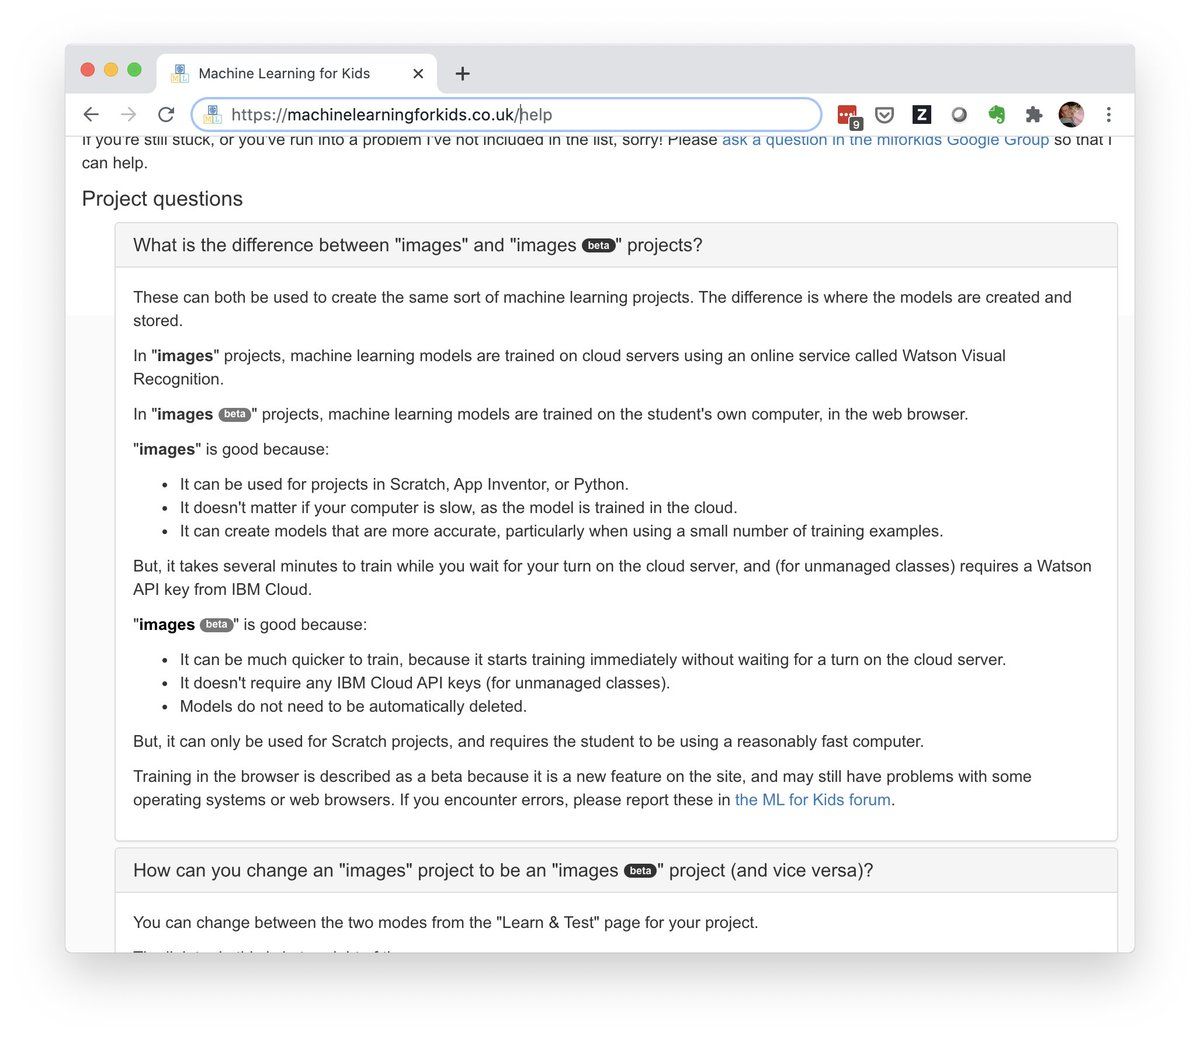 Machine Learning for Kids
https://machinelearningforkids.co.uk/help
9
Z
If you're still stuck, or you've run into a problem I've not included in the list, sorry! Please ask a question in the mlforkids Google Group so that I
can help.
Project questions
What is the difference between "images" and "images beta" projects?
These can both be used to create the same sort of machine learning projects. The difference is where the models are created and
stored.
In "images" projects, machine learning models are trained on cloud servers using an online service called Watson Visual
Recognition.
In "images beta" projects, machine learning models are trained on the student's own computer, in the web browser.
"images" is good because:
• It can be used for projects in Scratch, App Inventor, or Python.
• It doesn't matter if your computer is slow, as the model is trained in the cloud.
• It can create models that are more accurate, particularly when using a small number of training examples.
But, it takes several minutes to train while you wait for your turn on the cloud server, and (for unmanaged classes) requires a Watson
API key from IBM Cloud.
"images beta" is good because:
• It can be much quicker to train, because it starts training immediately without waiting for a turn on the cloud server.
• It doesn't require any IBM Cloud API keys (for unmanaged classes).
• Models do not need to be automatically deleted.
But, it can only be used for Scratch projects, and requires the student to be using a reasonably fast computer.
Training in the browser is described as a beta because it is a new feature on the site, and may still have problems with some
operating systems or web browsers. If you encounter errors, please report these in the ML for Kids forum.
How can you change an "images" project to be an "images beta" project (and vice versa)?
You can change between the two modes from the "Learn & Test" page for your project.